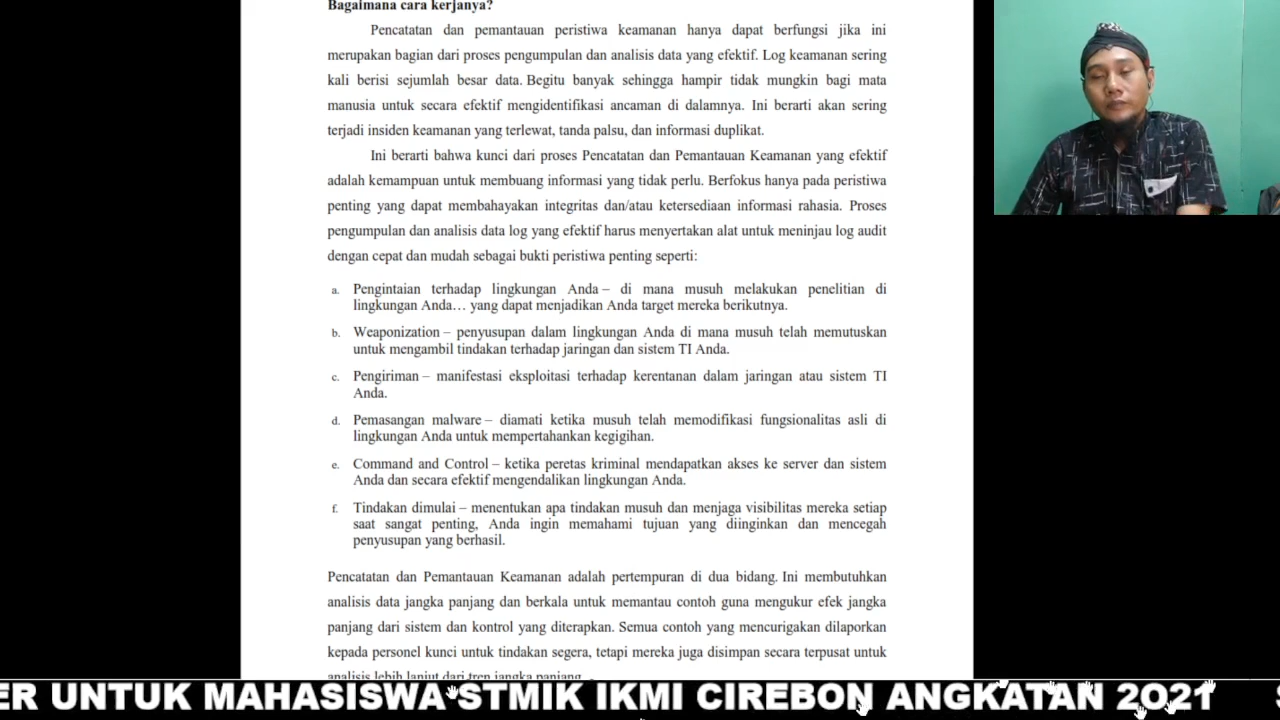 Bagaimana cara kerjanya?
Pencatatan dan pemantauan peristiwa keamanan hanya dapat berfungsi jika ini
merupakan bagian dari proses pengumpulan dan analisis data yang efektif. Log keamanan sering
kali berisi sejumlah besar data. Begitu banyak sehingga hampir tidak mungkin bagi mata
manusia untuk secara efektif mengidentifikasi ancaman di dalamnya. Ini berarti akan sering
terjadi insiden keamanan yang terlewat, tanda palsu, dan informasi duplikat.
Ini berarti bahwa kunci dari proses Pencatatan dan Pemantauan Keamanan yang efektif
adalah kemampuan untuk membuang informasi yang tidak perlu. Berfokus hanya pada peristiwa
penting yang dapat membahayakan integritas dan/atau ketersediaan informasi rahasia. Proses
pengumpulan dan analisis data log yang efektif harus menyertakan alat untuk meninjau log audit
dengan cepat dan mudah sebagai bukti peristiwa penting seperti:
a. Pengintaian terhadap lingkungan Anda – di mana musuh melakukan penelitian di
lingkungan Anda… yang dapat menjadikan Anda target mereka berikutnya.
b. Weaponization – penyusupan dalam lingkungan Anda di mana musuh telah memutuskan
untuk mengambil tindakan terhadap jaringan dan sistem TI Anda.
c. Pengiriman – manifestasi eksploitasi terhadap kerentanan dalam jaringan atau sistem TI
Anda.
d. Pemasangan malware – diamati ketika musuh telah memodifikasi fungsionalitas asli di
lingkungan Anda untuk mempertahankan kegigihan.
e. Command and Control – ketika peretas kriminal mendapatkan akses ke server dan sistem
Anda dan secara efektif mengendalikan lingkungan Anda.
f. Tindakan dimulai – menentukan apa tindakan musuh dan menjaga visibilitas mereka setiap
saat sangat penting, Anda ingin memahami tujuan yang diinginkan dan mencegah
penyusupan yang berhasil.
Pencatatan dan Pemantauan Keamanan adalah pertempuran di dua bidang. Ini membutuhkan
analisis data jangka panjang dan berkala untuk memantau contoh guna mengukur efek jangka
panjang dari sistem dan kontrol yang diterapkan. Semua contoh yang mencurigakan dilaporkan
kepada personel kunci untuk tindakan segera, tetapi mereka juga disimpan secara terpusat untuk
analisis lebih lanjut dari tren jangka panjang.
ER UNTUK MAHASISWA STMIK IKMI CIREBON ANGKATAN 2021